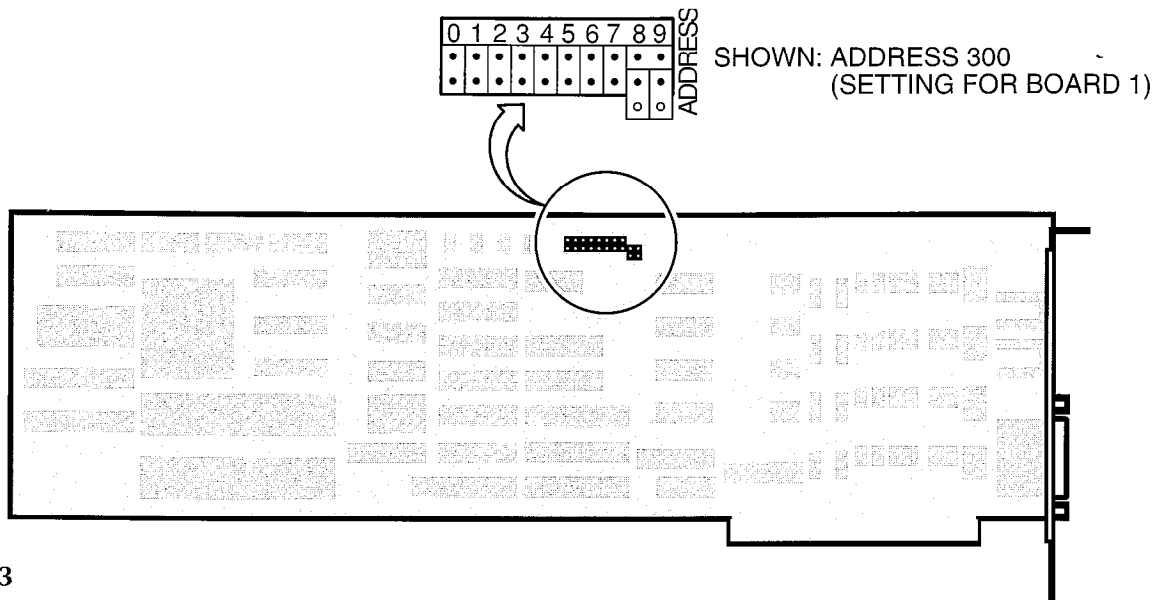 0 1 2 3 4 5 6 7 8 9
ADDRESS
SHOWN: ADDRESS 300
(SETTING FOR BOARD 1)
3